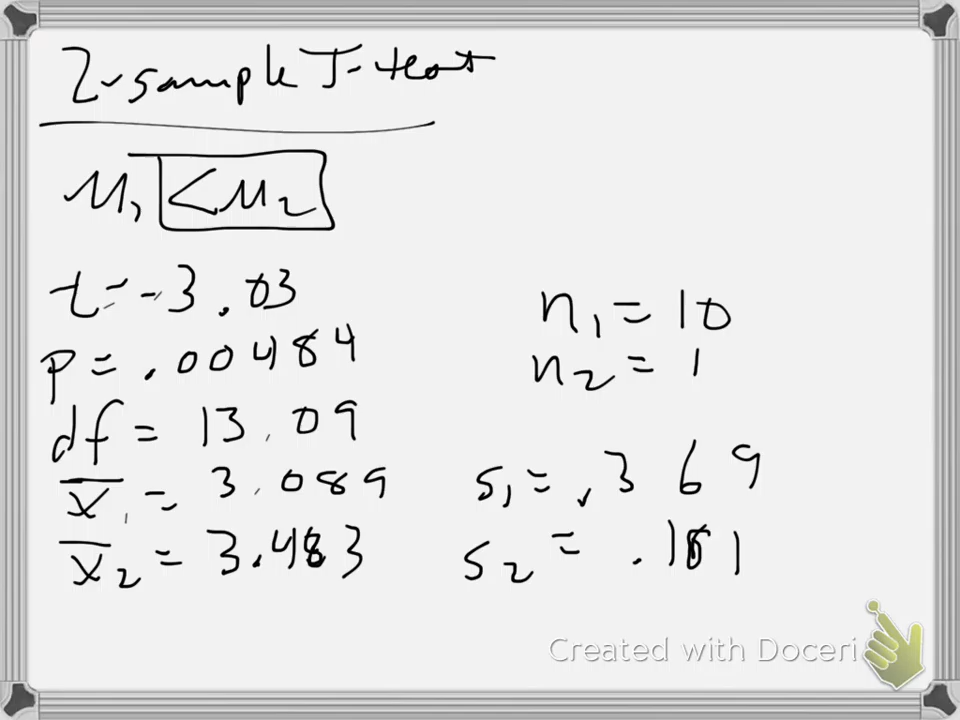 2-sample T-test
μ₁ < μ₂
t = -3.03
p = .00484
df = 13.09
x̄₁ = 3.089
x̄₂ = 3.483
n₁ = 10
n₂ = 1
s₁ = .369
s₂ = .181
Created with Doceri